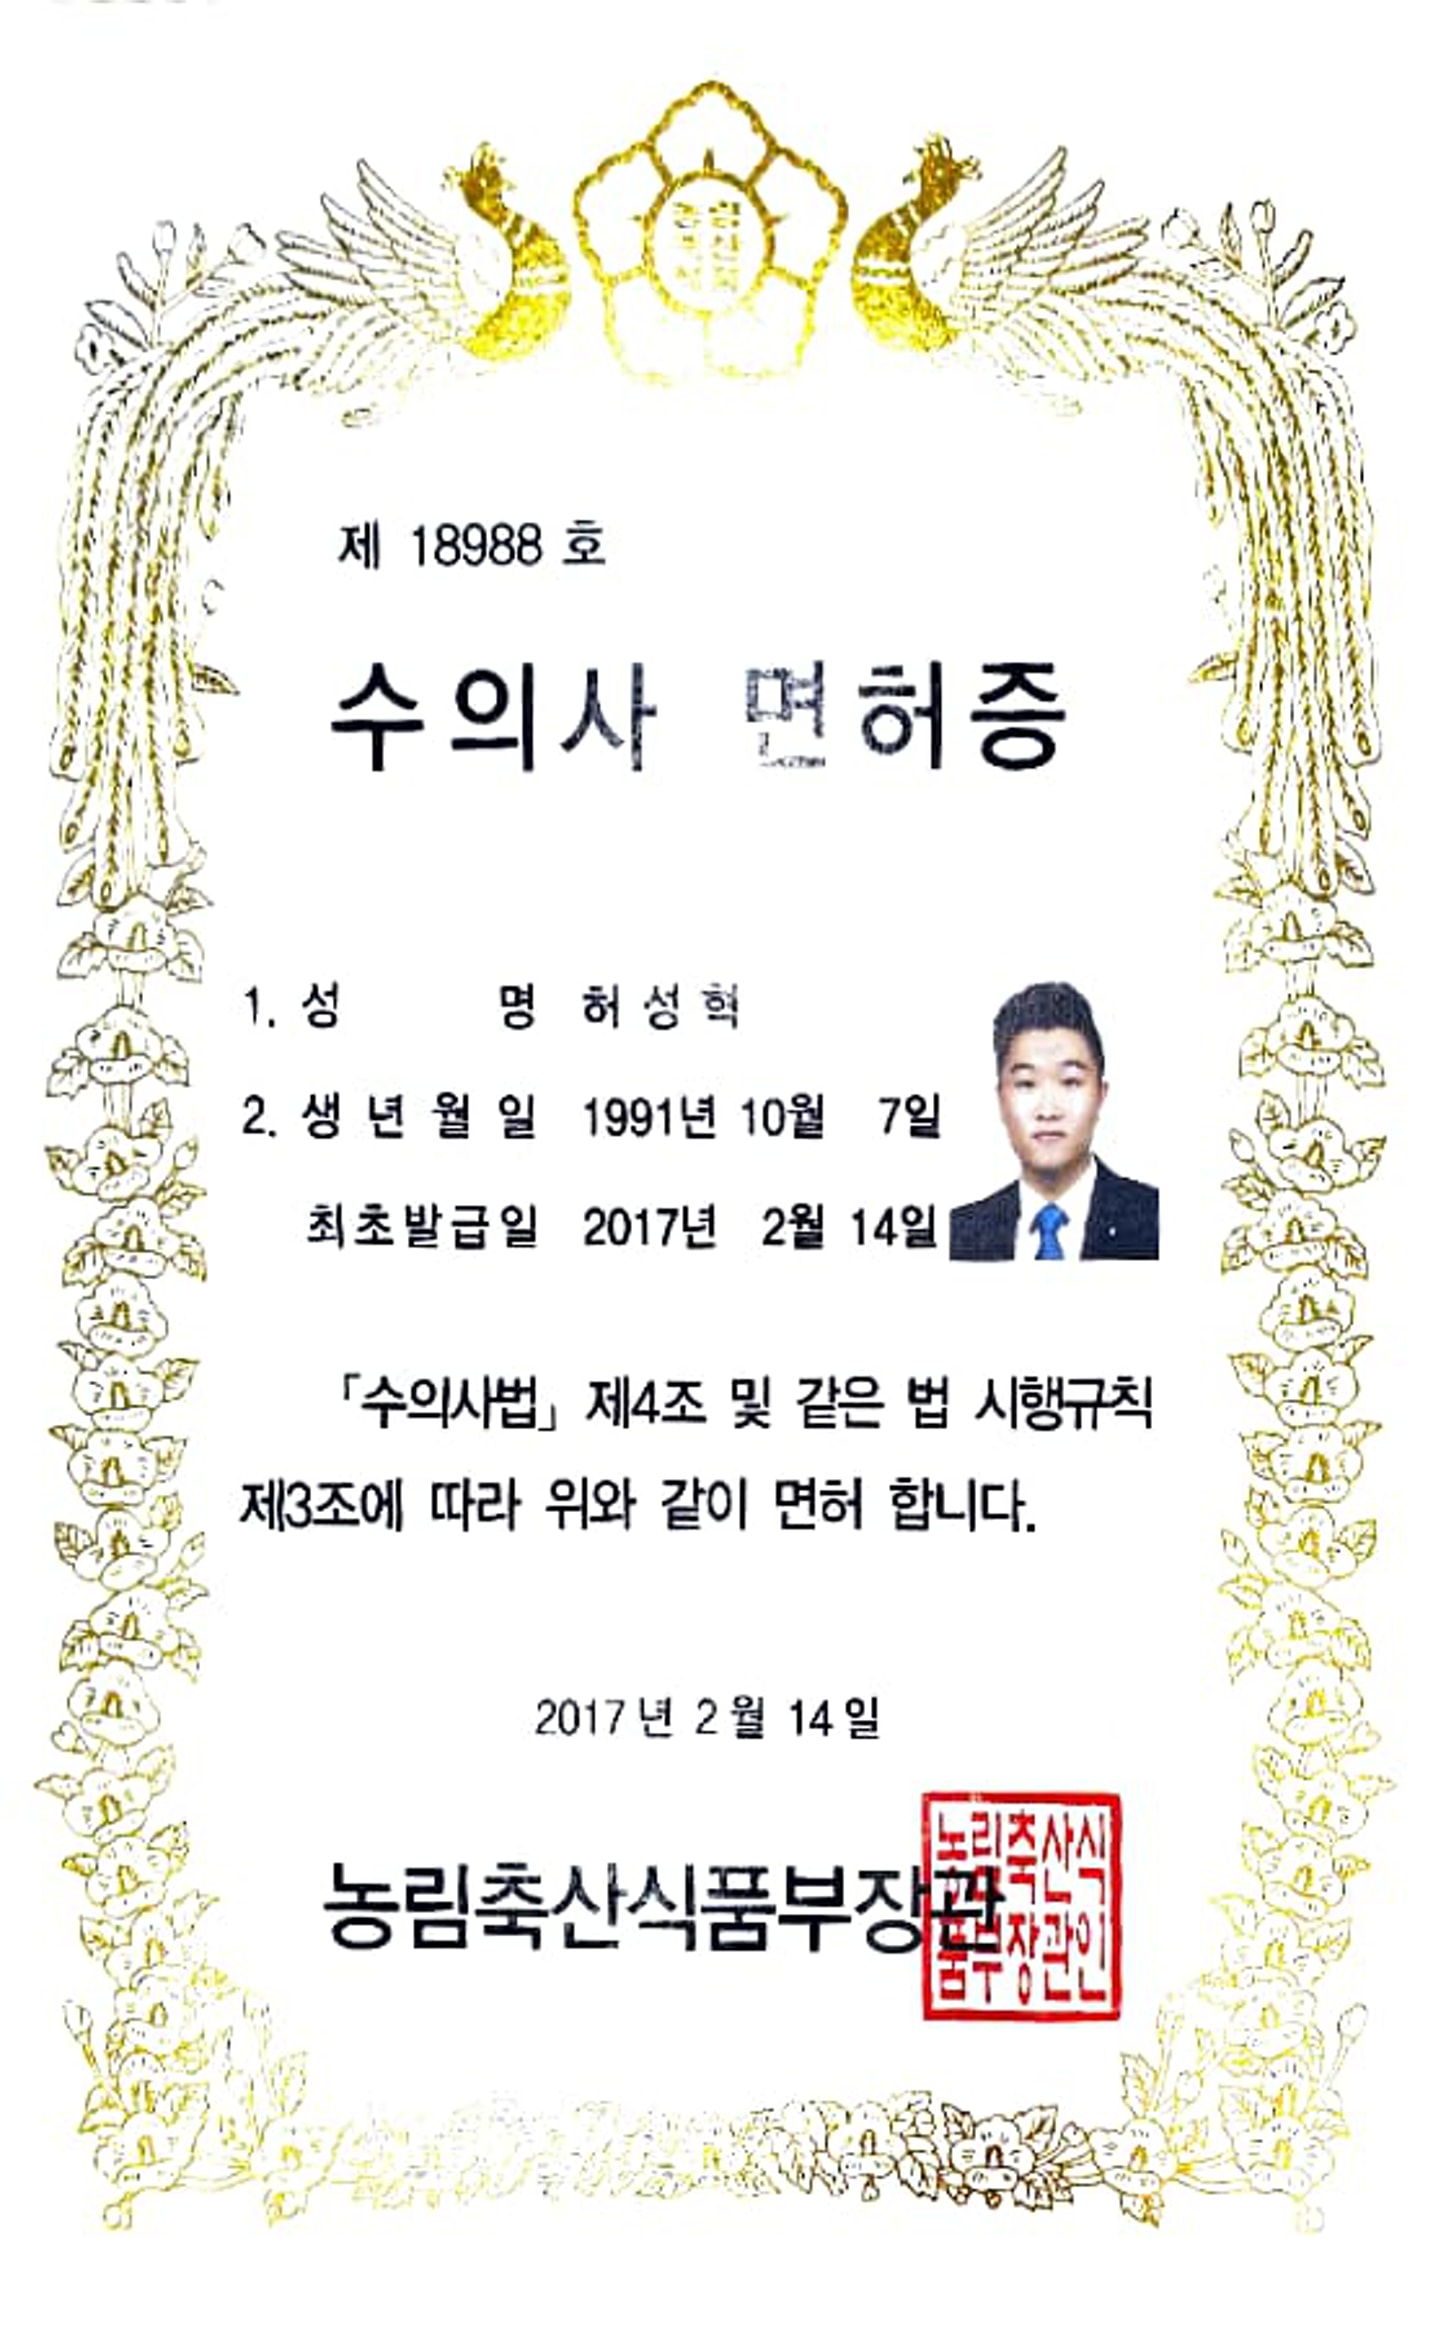 제 18988 호
수의사 면허증
1. 성 명 허 성 혁
2. 생 년 월 일 1991년 10월 7일
최초발급일 2017년 2월 14일
「수의사법」 제4조 및 같은 법 시행규칙
제3조에 따라 위와 같이 면허 합니다.
2017 년 2 월 14 일
농림축산식품부장관
농림축산식
품부장관인